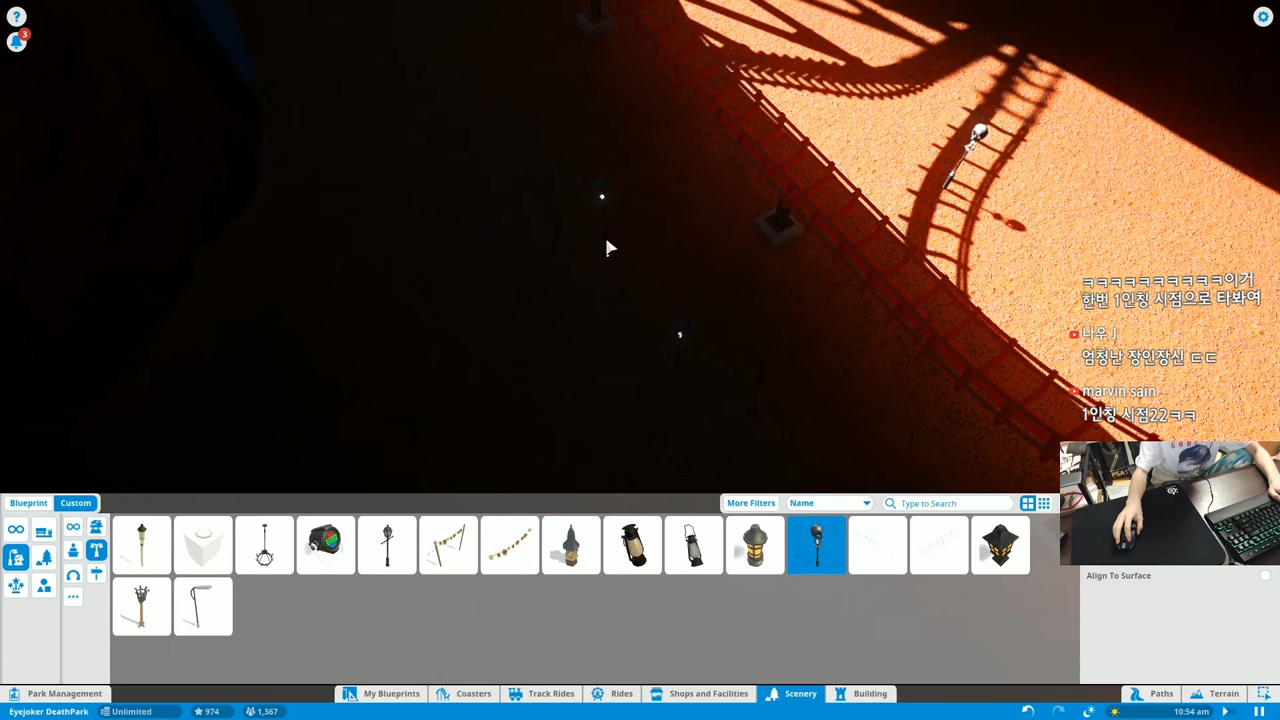 3
ㅋㅋㅋㅋㅋㅋㅋㅋㅋㅋ이거
한번 1인칭 시점으로 타봐여
나우 J
엄청난 장인장신 ㄷㄷ
marvin sain
1인칭 시점22ㅋㅋ
Blueprint
Custom
More Filters
Name
Type to Search
Align To Surface
Park Management
My Blueprints
Coasters
Track Rides
Rides
Shops and Facilities
Scenery
Building
Paths
Terrain
Eyejoker DeathPark
Unlimited
974
1,367
10:54 am